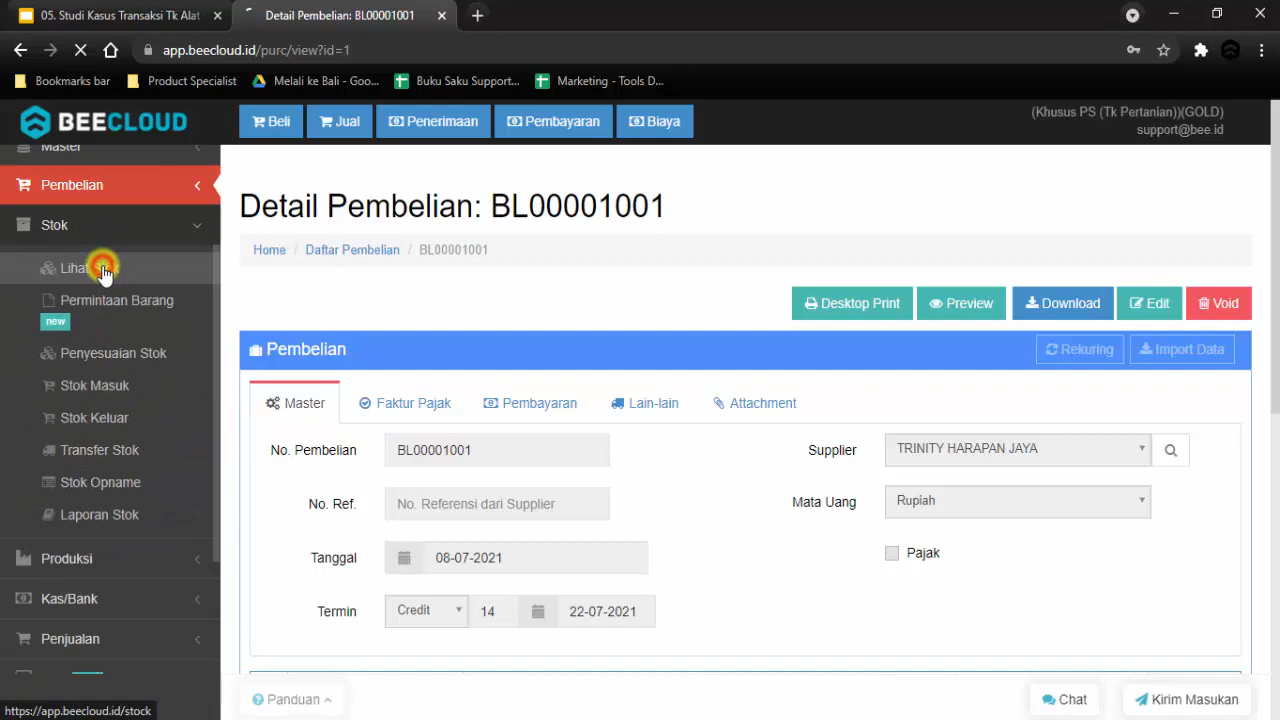 05. Studi Kasus Transaksi Tk Alat
Detail Pembelian: BL00001001
app.beecloud.id/purc/view?id=1
Bookmarks bar
Product Specialist
Melali ke Bali - Goo...
Buku Saku Support...
Marketing - Tools D...
BEECLOUD
Beli
Jual
Penerimaan
Pembayaran
Biaya
(Khusus PS (Tk Pertanian))(GOLD)
support@bee.id
Master
Pembelian
Stok
Permintaan Barang
new
Penyesuaian Stok
Stok Masuk
Stok Keluar
Transfer Stok
Stok Opname
Laporan Stok
Produksi
Kas/Bank
Penjualan
https://app.beecloud.id/stock
Detail Pembelian: BL00001001
Home / Daftar Pembelian / BL00001001
Desktop Print
Preview
Download
Edit
Void
Pembelian
Rekuring
Import Data
Master
Faktur Pajak
Pembayaran
Lain-lain
Attachment
No. Pembelian BL00001001
Supplier TRINITY HARAPAN JAYA
No. Ref. No. Referensi dari Supplier
Mata Uang Rupiah
Tanggal 08-07-2021
Pajak
Termin Credit 14 22-07-2021
Panduan
Chat
Kirim Masukan